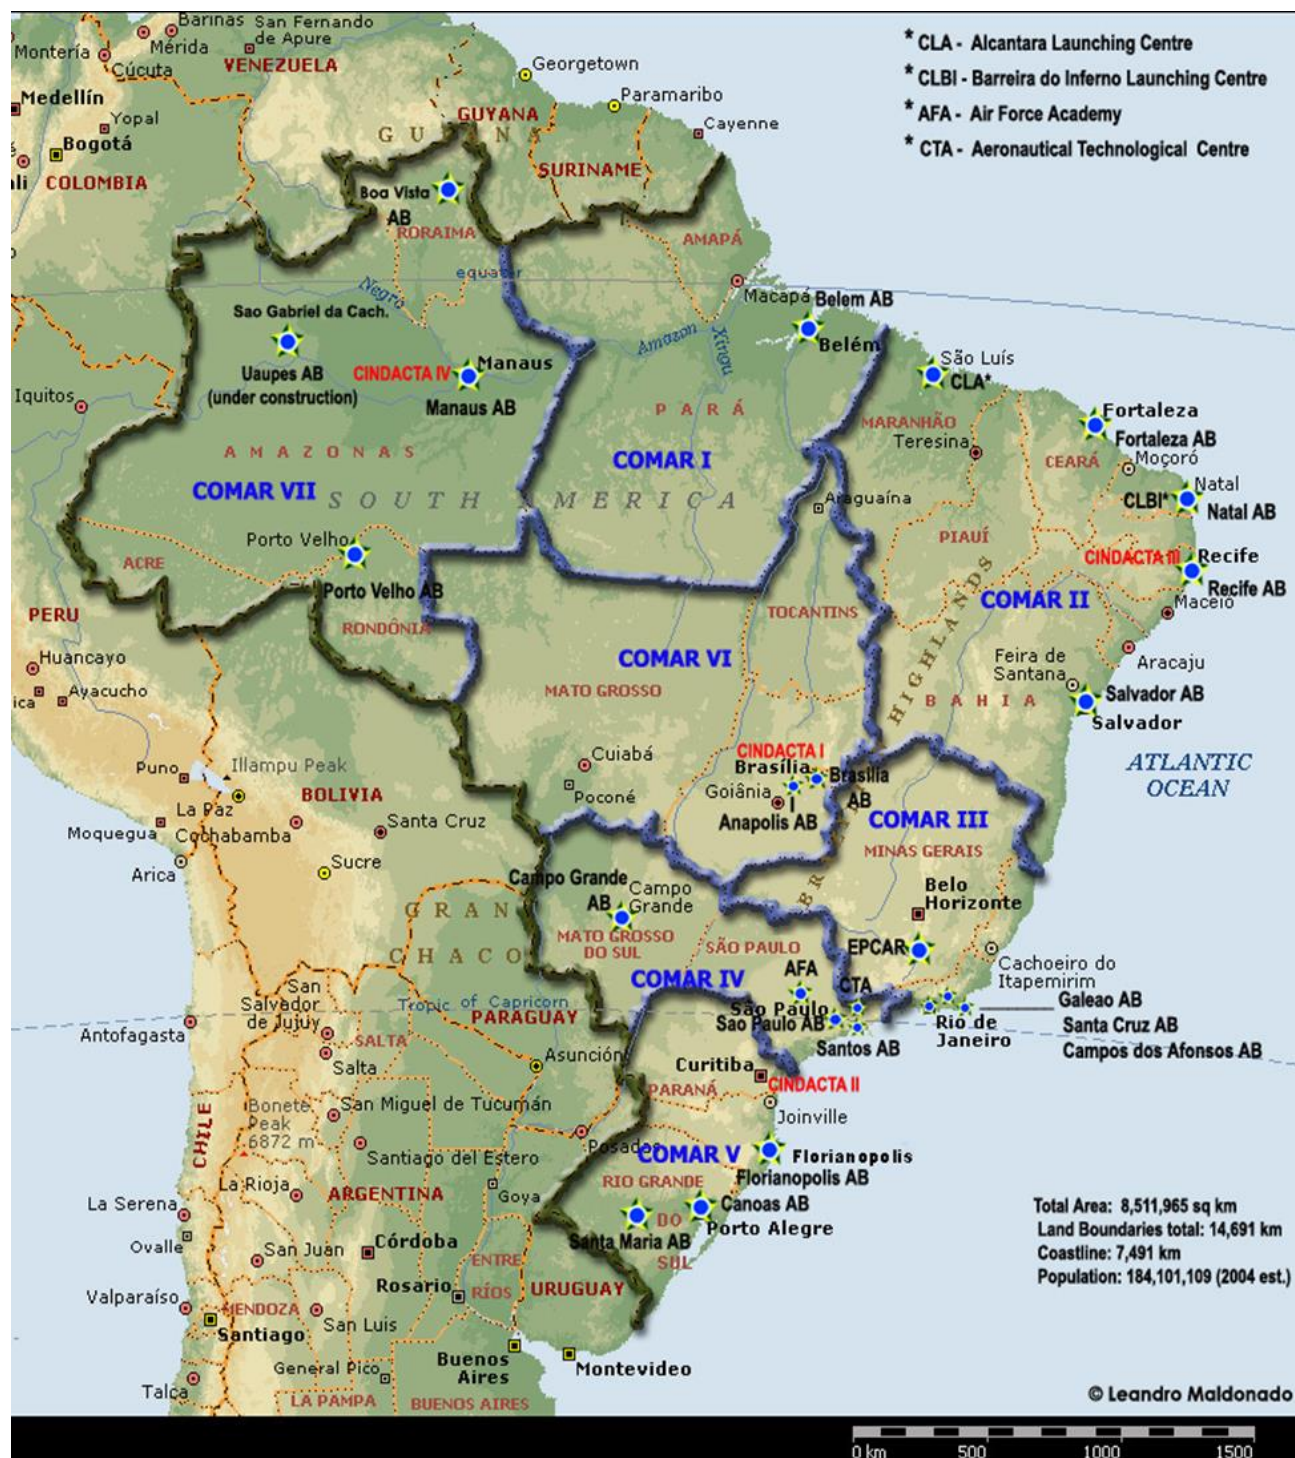 * CLA - Alcantara Launching Centre
* CLBI - Barreira do Inferno Launching Centre
* AFA - Air Force Academy
* CTA - Aeronautical Technological Centre
Barinas
San Fernando
de Apure
Montería
Mérida
Cúcuta
VENEZUELA
Georgetown
Medellín
Paramaribo
Yopal
GUYANA
Cayenne
Bogotá
GUIANA
ali
COLOMBIA
SURINAME
Boa Vista
AB
RORAIMA
AMAPÁ
equator
Negro
Macapá
Belem AB
Sao Gabriel da Cach.
Amazon
Xingu
Belém
São Luís
CLA*
Uaupes AB
(under construction)
CINDACTA IV
Manaus
Manaus AB
Iquitos
PARÁ
MARANHÃO
Teresina
Fortaleza
Fortaleza AB
AMAZONAS
COMAR I
CEARÁ
Moçoró
COMAR VII
SOUTH AMERICA
Araguaína
CLBI*
Natal
Natal AB
Porto Velho
PIAUÍ
CINDACTA III
Recife
Recife AB
ACRE
Porto Velho AB
PERU
RONDÔNIA
TOCANTINS
COMAR II
Maceió
Huancayo
COMAR VI
Feira de
Santana
Aracaju
Ayacucho
ica
MATO GROSSO
HIGHLANDS
BAHIA
Salvador AB
Salvador
Puno
Illampu Peak
Cuiabá
CINDACTA I
Brasília
Brasilia
AB
ATLANTIC
OCEAN
BOLIVIA
Poconé
Goiânia
Anapolis AB
La Paz
Moquegua
Cochabamba
Santa Cruz
COMAR III
MINAS GERAIS
Arica
Sucre
Campo Grande
AB
Campo
Grande
Belo
Horizonte
GRAN
CHACO
MATO GROSSO
DO SUL
SÃO PAULO
EPCAR
COMAR IV
AFA
CTA
Cachoeiro do
Itapemirim
San
Salvador
de Jujuy
Tropic of Capricorn
PARAGUAY
São Paulo
Sao Paulo AB
Santos AB
Rio de
Janeiro
Galeao AB
Santa Cruz AB
Campos dos Afonsos AB
Antofagasta
SALTA
Salta
Asunción
Curitiba
CINDACTA II
PARANÁ
Bonete
Peak
6872 m
San Miguel de Tucumán
Joinville
CHILE
Santiago del Estero
Posadas
COMAR V
Florianopolis
Florianopolis AB
La Rioja
ARGENTINA
Goya
RIO GRANDE
DO
SUL
Canoas AB
Porto Alegre
Santa Maria AB
La Serena
Ovalle
San Juan
Córdoba
ENTRE
RÍOS
URUGUAY
Total Area: 8,511,965 sq km
Land Boundaries total: 14,691 km
Coastline: 7,491 km
Population: 184,101,109 (2004 est.)
Valparaíso
MENDOZA
San Luis
Rosario
Santiago
Buenos
Aires
Montevideo
General Pico
Talca
LA PAMPA
BUENOS AIRES
© Leandro Maldonado
0 km
500
1000
1500